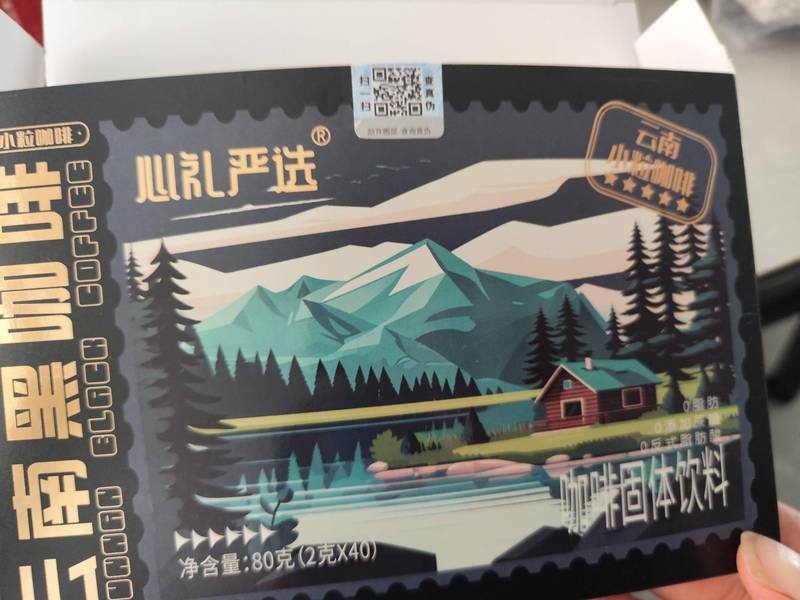 小粒咖啡
云南黑咖啡
YUNNAN BLACK COFFEE
扫一扫
查真伪
心礼严选®
云南
小粒咖啡
0脂肪
0添加蔗糖
0反式脂肪酸
咖啡固体饮料
净含量:80克(2克X40)